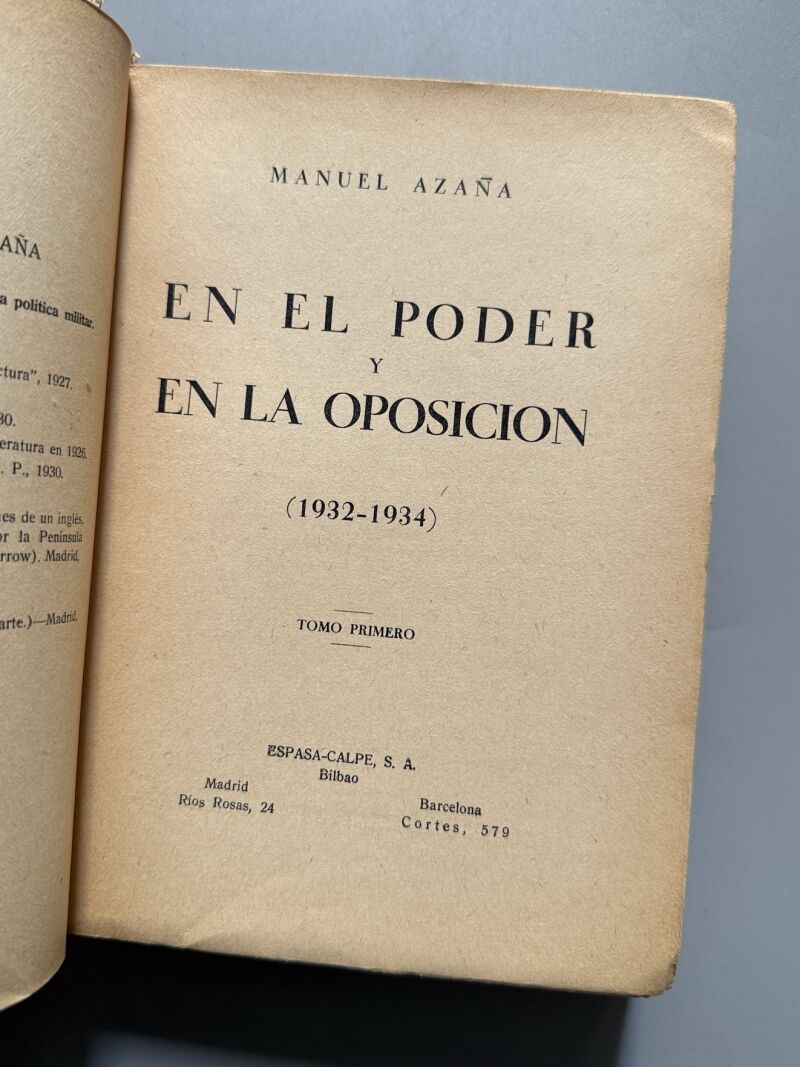 AÑA
a política militar.
ctura", 1927.
30.
eratura en 1926.
. P., 1930.
es de un inglés,
or la Península
rrow). Madrid,
arte.)—Madrid,
MANUEL AZAÑA
EN EL PODER
Y
EN LA OPOSICION
(1932-1934)
TOMO PRIMERO
ESPASA-CALPE, S. A.
Bilbao
Madrid
Ríos Rosas, 24
Barcelona
Cortes, 579